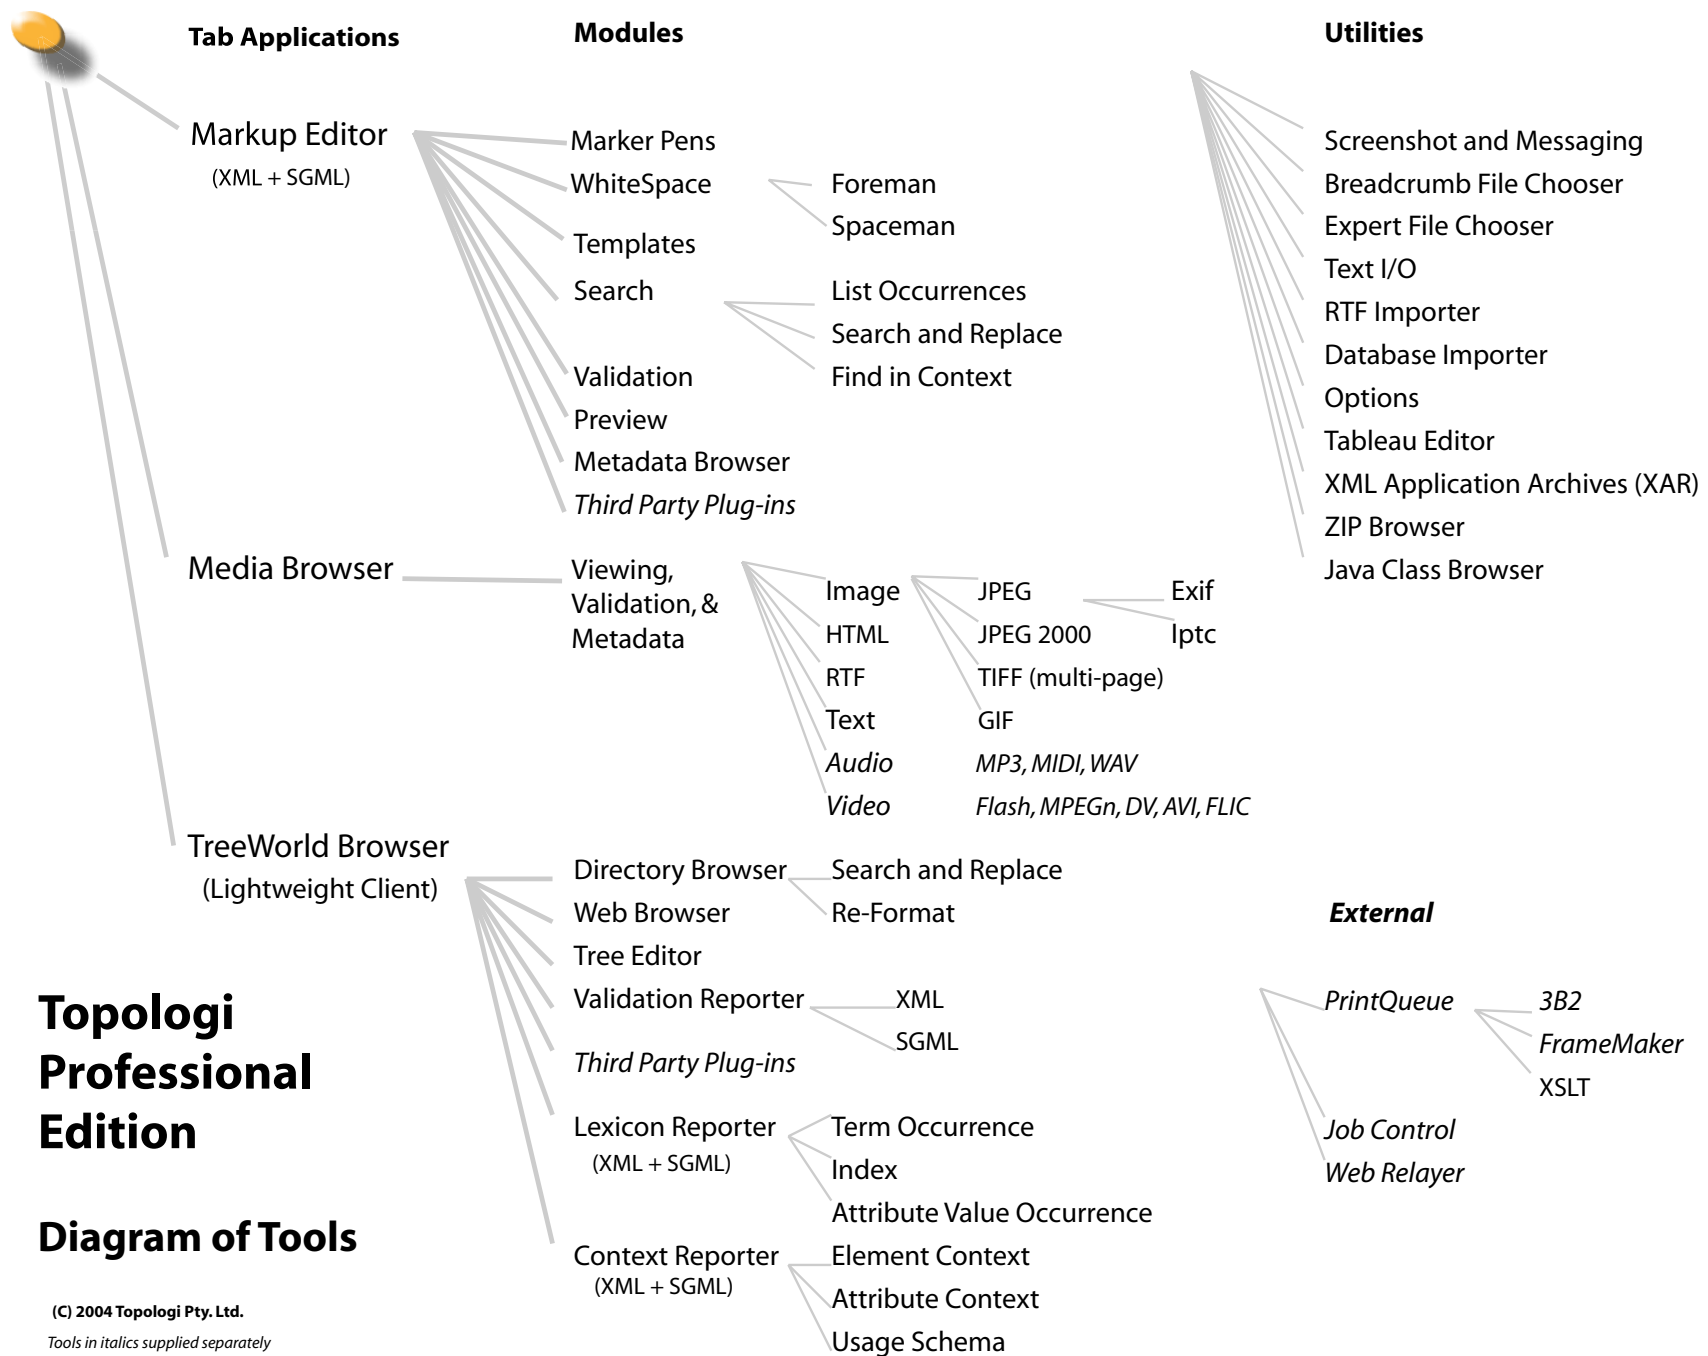 Tab Applications
Modules
Utilities
Markup Editor
(XML + SGML)
Marker Pens
WhiteSpace
Foreman
Spaceman
Templates
Search
List Occurrences
Search and Replace
Find in Context
Validation
Preview
Metadata Browser
Third Party Plug-ins
Media Browser
Viewing,
Validation, &
Metadata
Image
JPEG
Exif
Iptc
JPEG 2000
TIFF (multi-page)
GIF
HTML
RTF
Text
Audio
MP3, MIDI, WAV
Video
Flash, MPEGn, DV, AVI, FLIC
TreeWorld Browser
(Lightweight Client)
Directory Browser
Search and Replace
Re-Format
Web Browser
Tree Editor
Validation Reporter
XML
SGML
Third Party Plug-ins
Lexicon Reporter
(XML + SGML)
Term Occurrence
Index
Attribute Value Occurrence
Context Reporter
(XML + SGML)
Element Context
Attribute Context
Usage Schema
Screenshot and Messaging
Breadcrumb File Chooser
Expert File Chooser
Text I/O
RTF Importer
Database Importer
Options
Tableau Editor
XML Application Archives (XAR)
ZIP Browser
Java Class Browser
External
PrintQueue
3B2
FrameMaker
XSLT
Job Control
Web Relayer
Topologi
Professional
Edition
Diagram of Tools
(C) 2004 Topologi Pty. Ltd.
Tools in italics supplied separately